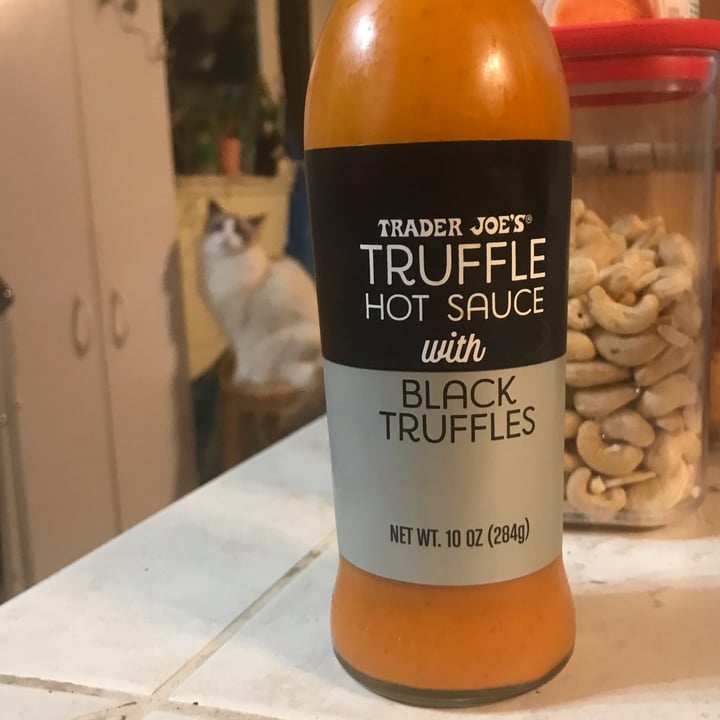 TRADER JOE'S®
TRUFFLE
HOT SAUCE
with
BLACK
TRUFFLES
NET WT. 10 OZ (284g)